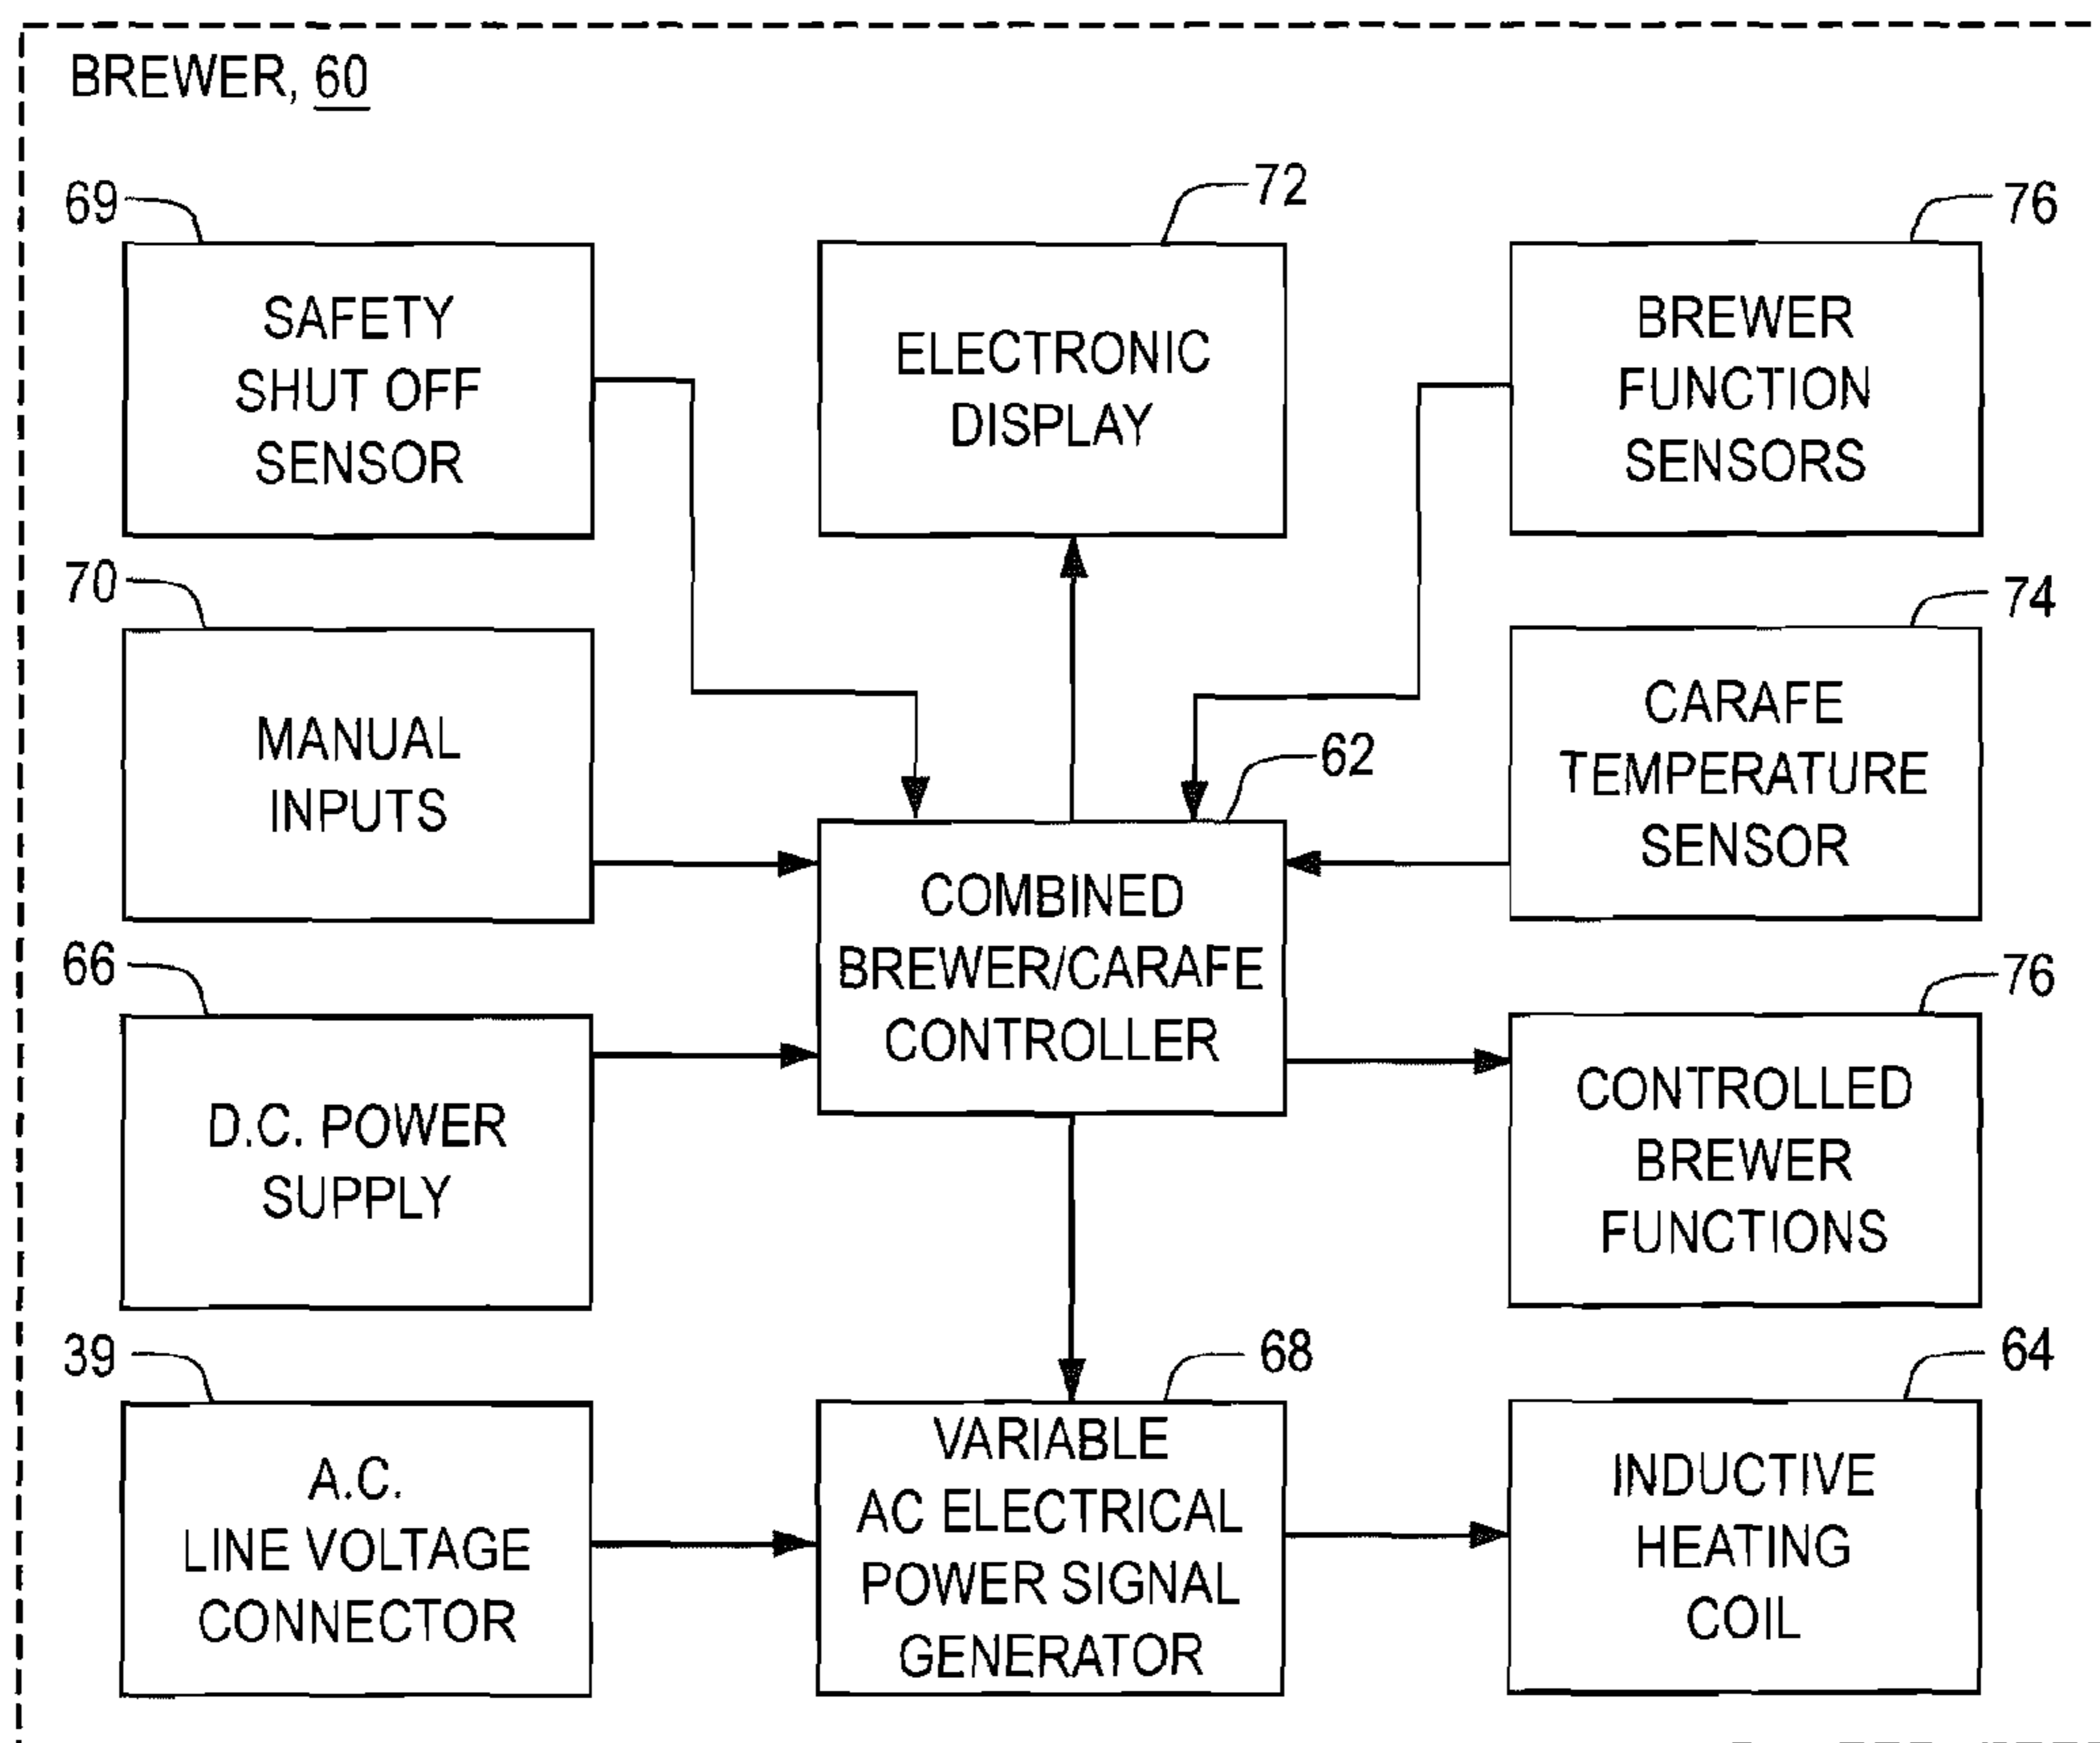 BREWER, 60
69
SAFETY
SHUT OFF
SENSOR
72
ELECTRONIC
DISPLAY
76
BREWER
FUNCTION
SENSORS
70
MANUAL
INPUTS
62
COMBINED
BREWER/CARAFE
CONTROLLER
74
CARAFE
TEMPERATURE
SENSOR
66
D.C. POWER
SUPPLY
76
CONTROLLED
BREWER
FUNCTIONS
39
A.C.
LINE VOLTAGE
CONNECTOR
68
VARIABLE
AC ELECTRICAL
POWER SIGNAL
GENERATOR
64
INDUCTIVE
HEATING
COIL